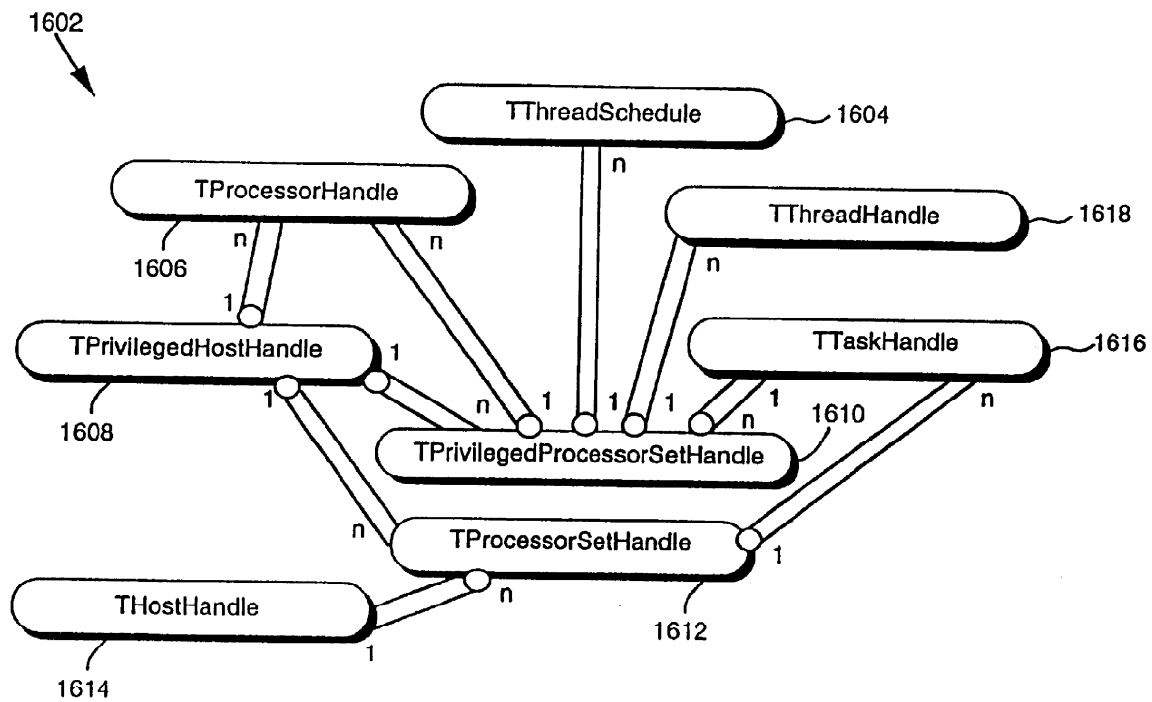 1602
TThreadSchedule
1604
n
TProcessorHandle
TThreadHandle
1618
n
n
n
1606
1
TPrivilegedHostHandle
1
TTaskHandle
1616
1
n
1
1
1
1
n
n
1608
1610
TPrivilegedProcessorSetHandle
n
TProcessorSetHandle
1
n
THostHandle
1612
1
1614